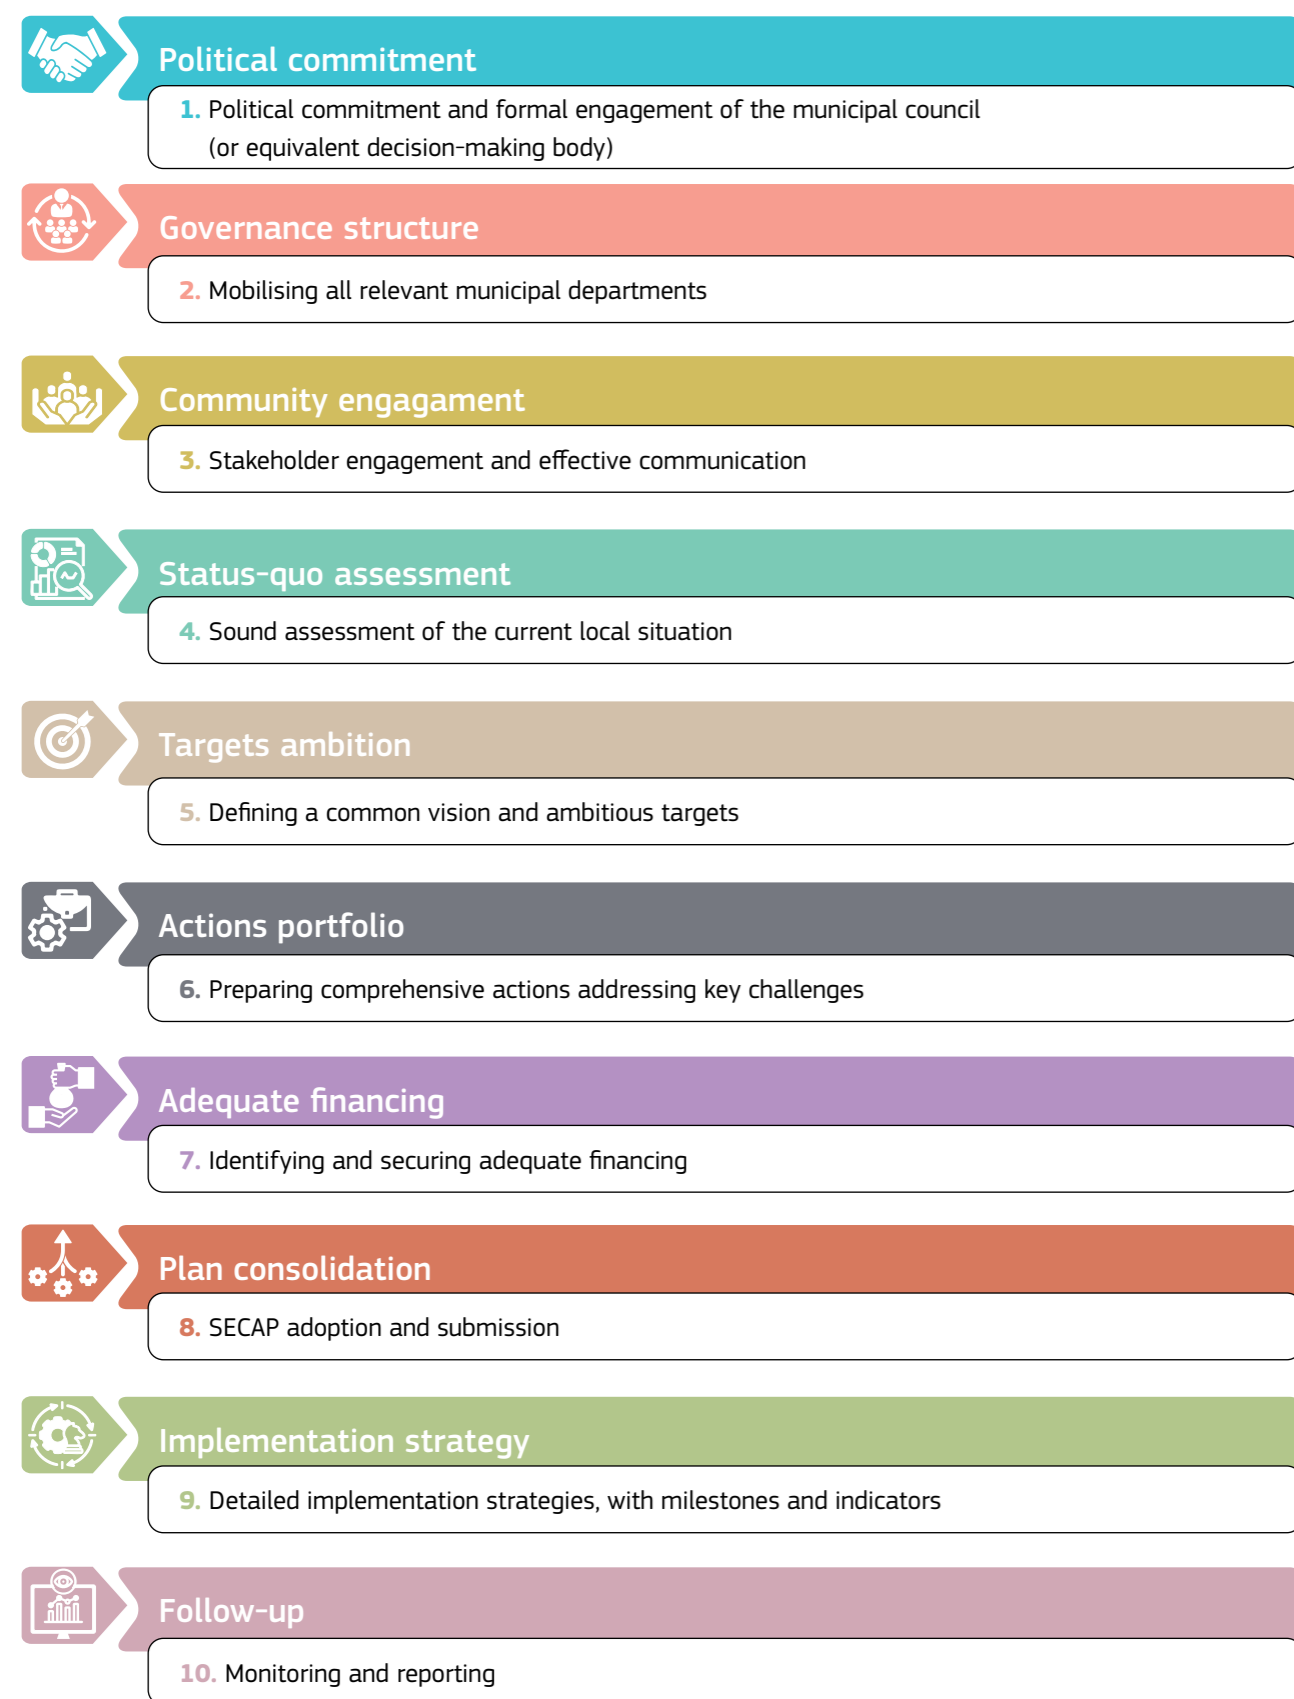 Political commitment
1. Political commitment and formal engagement of the municipal council
(or equivalent decision-making body)
Governance structure
2. Mobilising all relevant municipal departments
Community engagament
3. Stakeholder engagement and effective communication
Status-quo assessment
4. Sound assessment of the current local situation
Targets ambition
5. Defining a common vision and ambitious targets
Actions portfolio
6. Preparing comprehensive actions addressing key challenges
Adequate financing
7. Identifying and securing adequate financing
Plan consolidation
8. SECAP adoption and submission
Implementation strategy
9. Detailed implementation strategies, with milestones and indicators
Follow-up
10. Monitoring and reporting